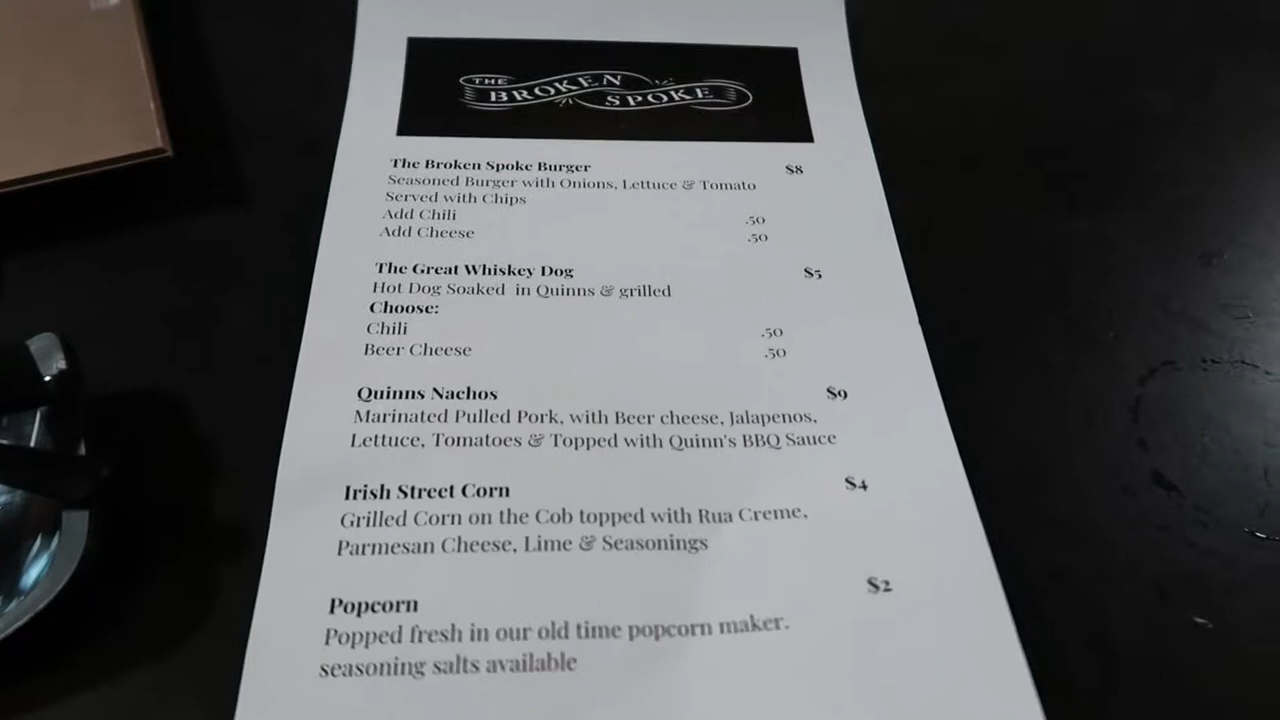 THE
BROKEN
SPOKE
The Broken Spoke Burger $8
Seasoned Burger with Onions, Lettuce & Tomato
Served with Chips
Add Chili .50
Add Cheese .50
The Great Whiskey Dog $5
Hot Dog Soaked in Quinns & grilled
Choose:
Chili .50
Beer Cheese .50
Quinns Nachos $9
Marinated Pulled Pork, with Beer cheese, Jalapenos,
Lettuce, Tomatoes & Topped with Quinn's BBQ Sauce
Irish Street Corn $4
Grilled Corn on the Cob topped with Rua Creme,
Parmesan Cheese, Lime & Seasonings
Popcorn $2
Popped fresh in our old time popcorn maker.
seasoning salts available